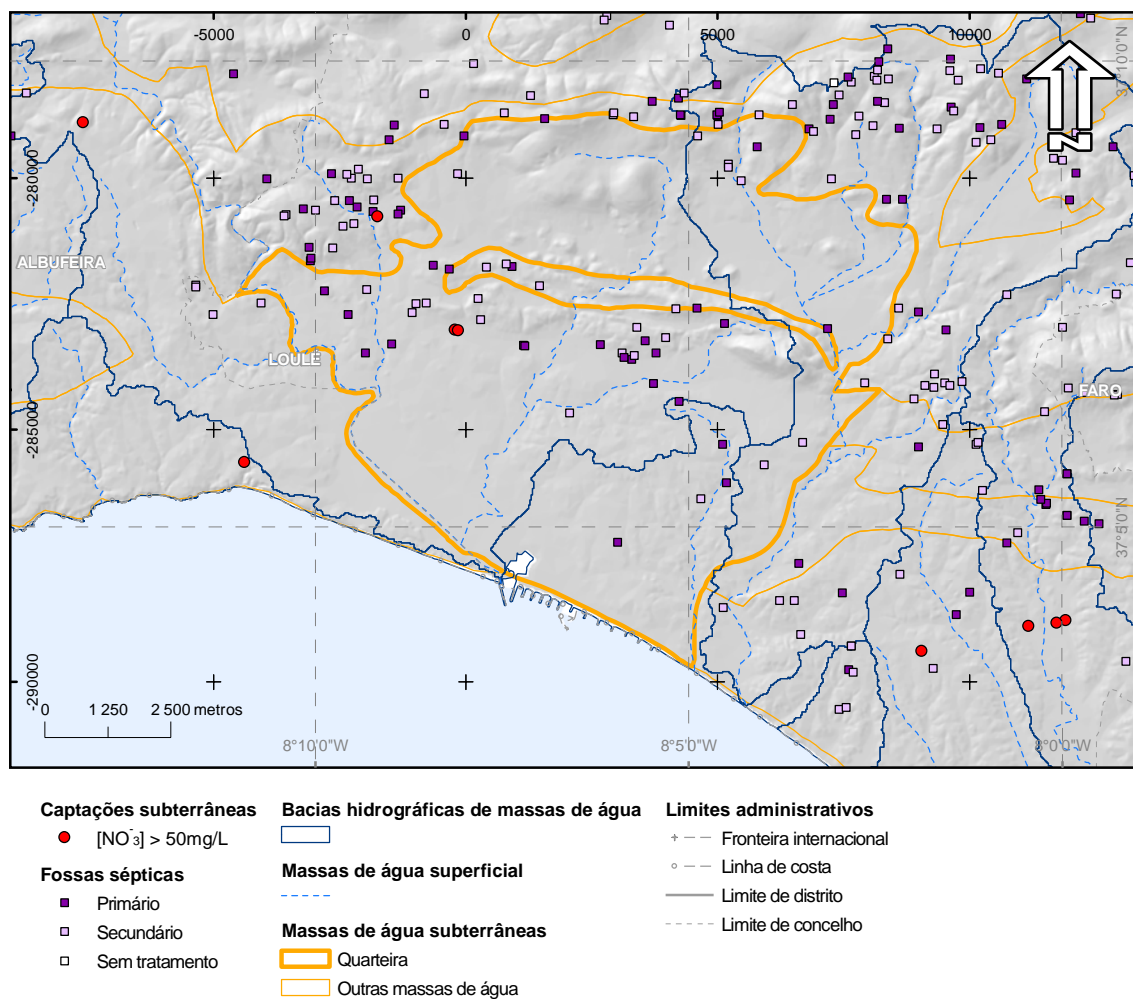 -5000
0
5000
10000
37°10'0"N
N
-280000
ALBUFEIRA
LOULÉ
FARO
-285000
37°5'0"N
-290000
0 1 250 2 500 metros
8°10'0"W
8°5'0"W
8°0'0"W
Captações subterrâneas
[NO₃⁻] > 50mg/L
Fossas sépticas
Primário
Secundário
Sem tratamento
Bacias hidrográficas de massas de água
Massas de água superficial
Massas de água subterrâneas
Quarteira
Outras massas de água
Limites administrativos
Fronteira internacional
Linha de costa
Limite de distrito
Limite de concelho